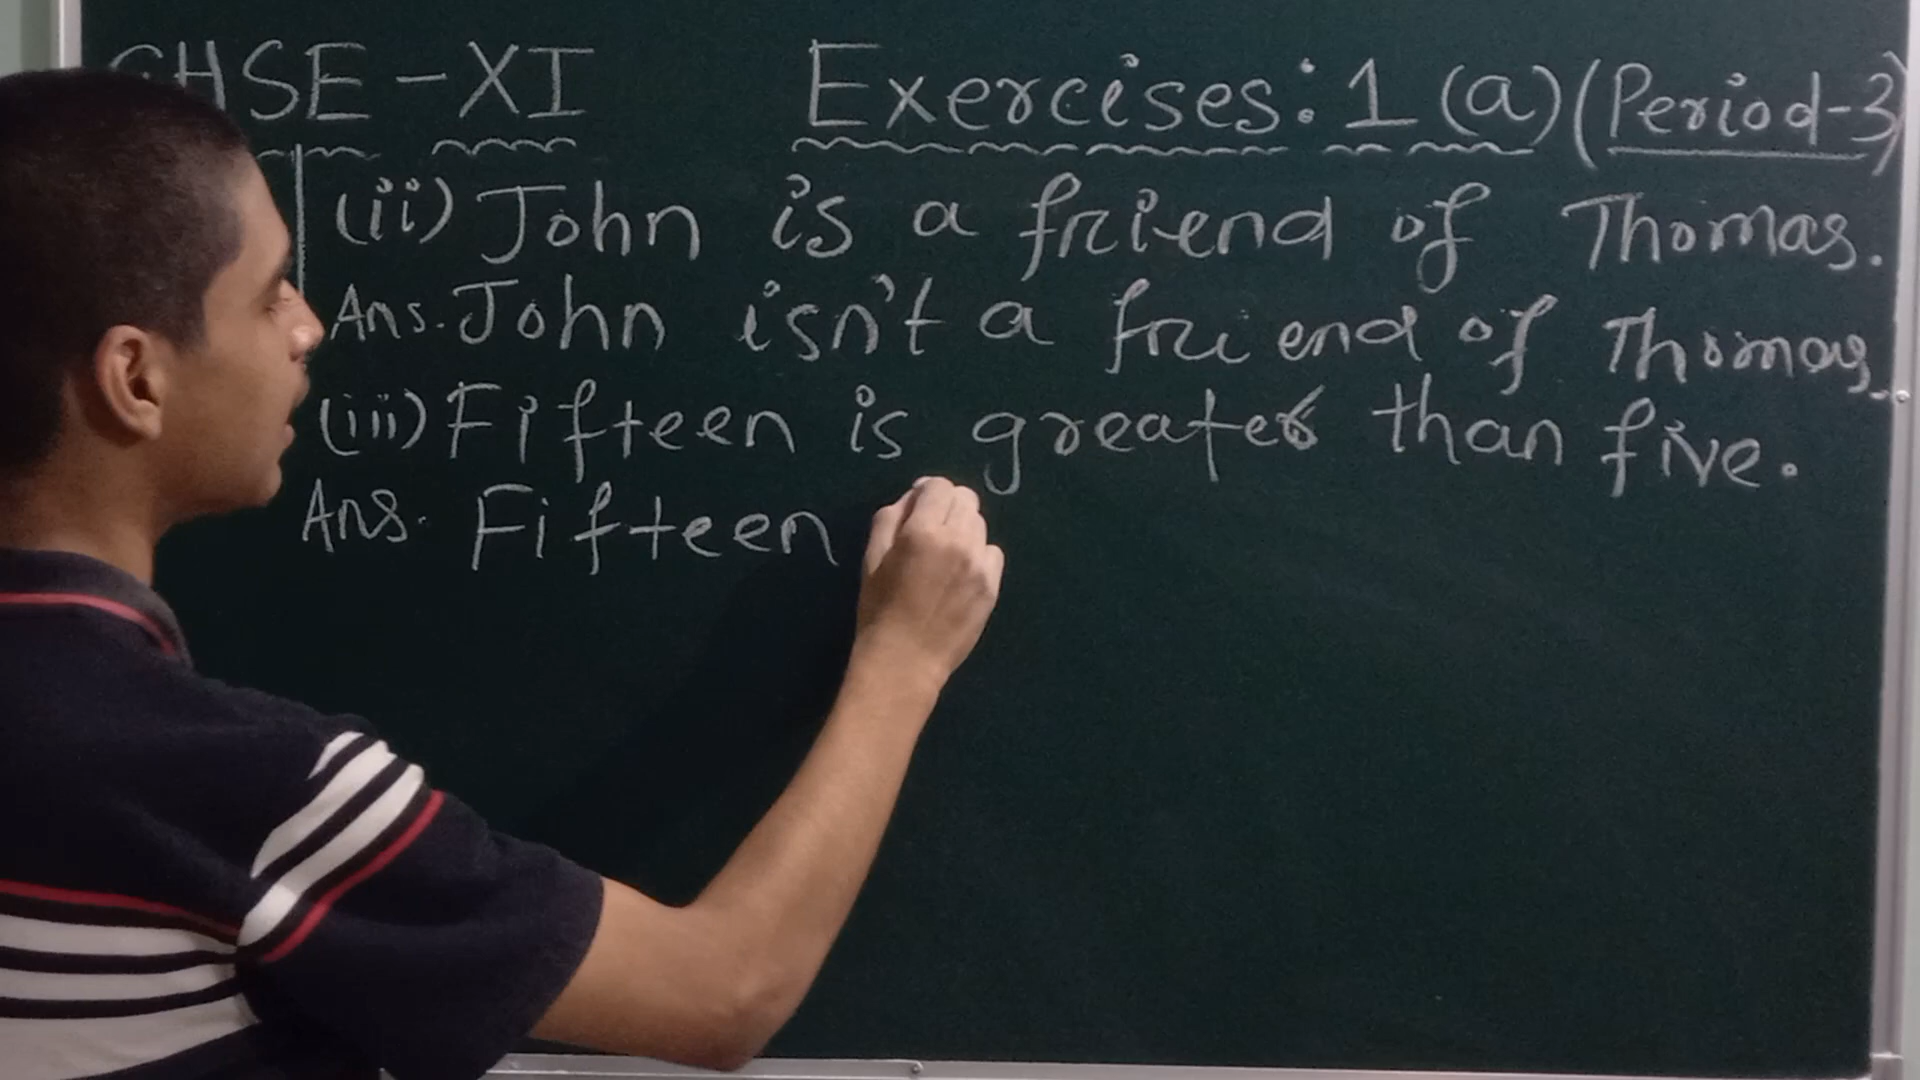 CHSE - XI Exercises: 1 (a) (Period-3)
(ii) John is a friend of Thomas.
Ans. John isn't a friend of Thomas.
(iii) Fifteen is greater than five.
Ans. Fifteen